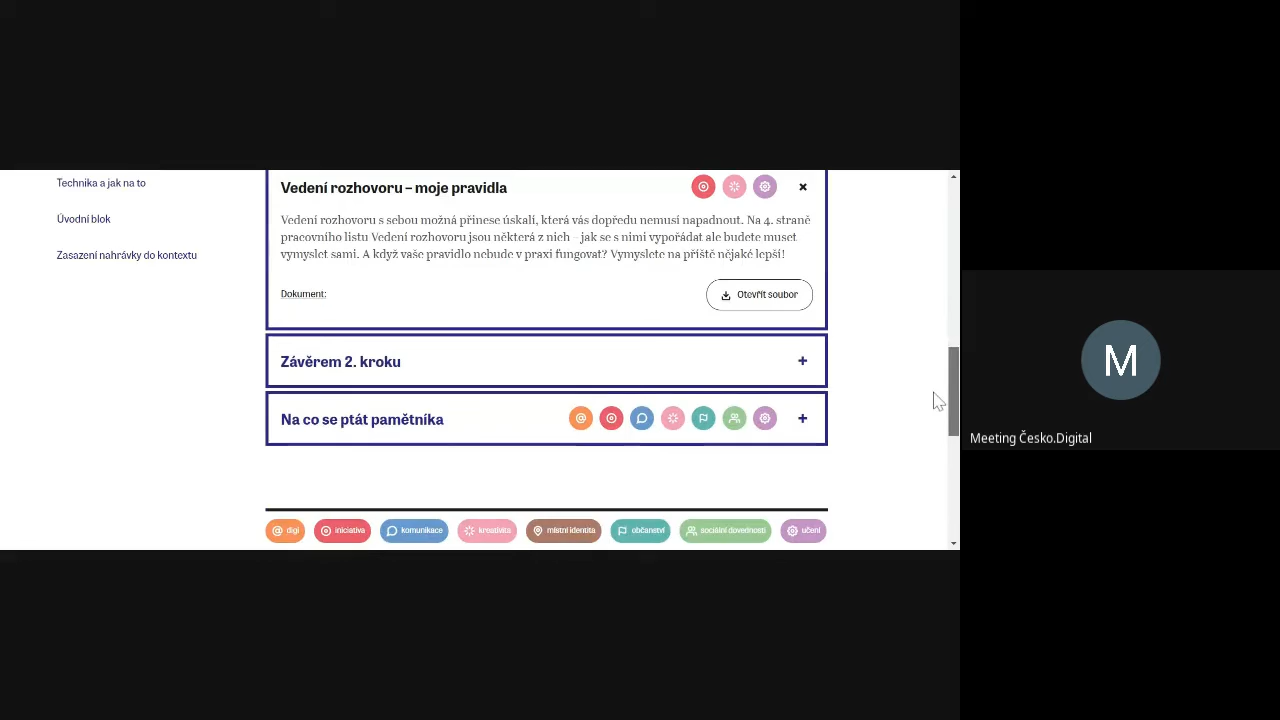 Technika a jak na to
Úvodní blok
Zasazení nahrávky do kontextu
Vedení rozhovoru – moje pravidla
Vedení rozhovoru s sebou možná přinese úskalí, která vás dopředu nemusí napadnout. Na 4. straně
pracovního listu Vedení rozhovoru jsou některá z nich – jak se s nimi vypořádat ale budete muset
vymyslet sami. A když vaše pravidlo nebude v praxi fungovat? Vymyslete na příště nějaké lepší!
Dokument:
Otevřít soubor
Závěrem 2. kroku
Na co se ptát pamětníka
digi
iniciativa
komunikace
kreativita
místní identita
občanství
sociální dovednosti
učení
M
Meeting Česko.Digital